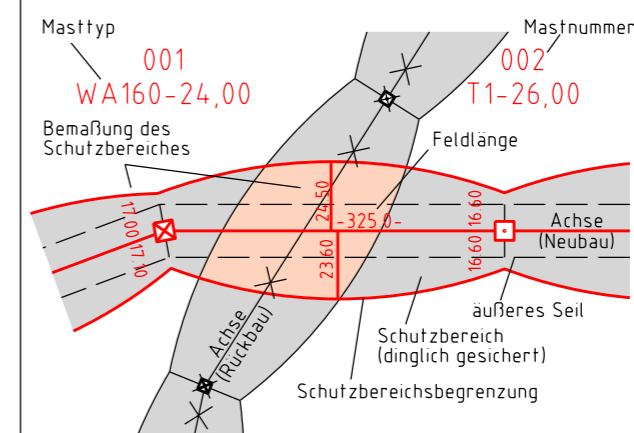 Masttyp
Mastnummer
001
WA160-24,00
002
T1-26,00
Bemaßung des
Schutzbereiches
Feldlänge
17.00
17.10
24.50
-325.0-
23.60
16.60
16.60
Achse
(Neubau)
äußeres Seil
Achse
(Rückbau)
Schutzbereich
(dinglich gesichert)
Schutzbereichsbegrenzung